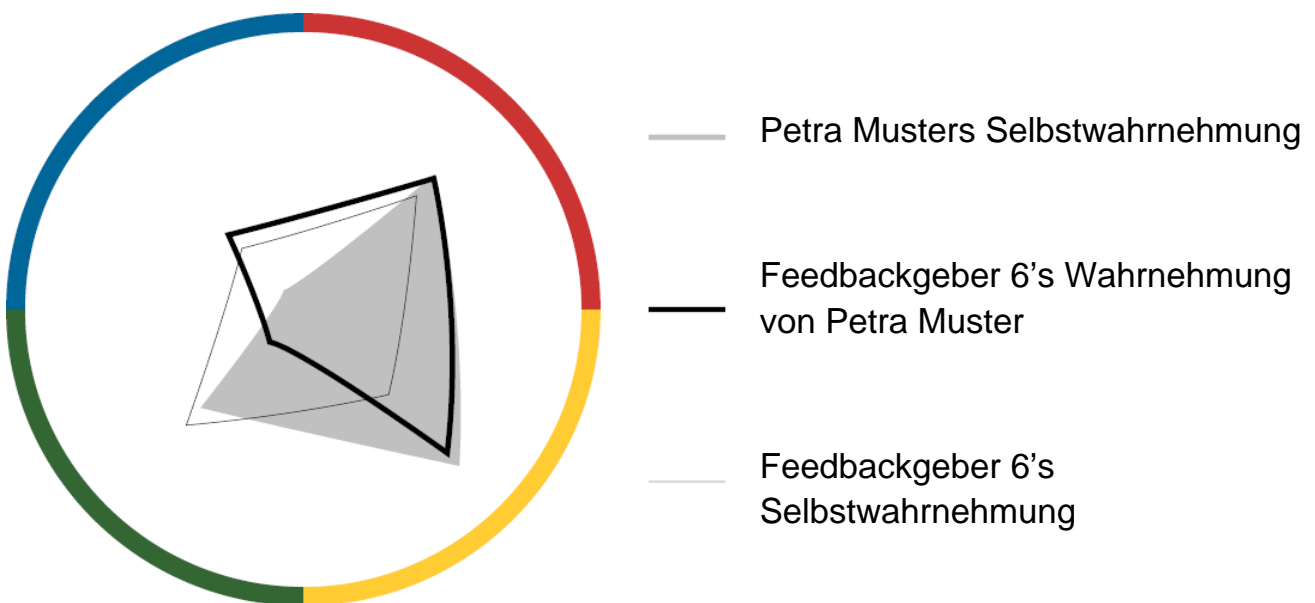 Petra Musters Selbstwahrnehmung
Feedbackgeber 6’s Wahrnehmung
von Petra Muster
Feedbackgeber 6’s
Selbstwahrnehmung